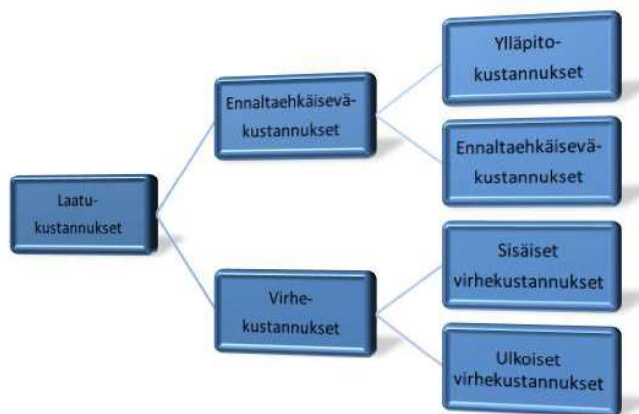 Laatu-
kustannukset
Ennaltaehkäisevä-
kustannukset
Ylläpito-
kustannukset
Ennaltaehkäisevä-
kustannukset
Virhe-
kustannukset
Sisäiset
virhekustannukset
Ulkoiset
virhekustannukset